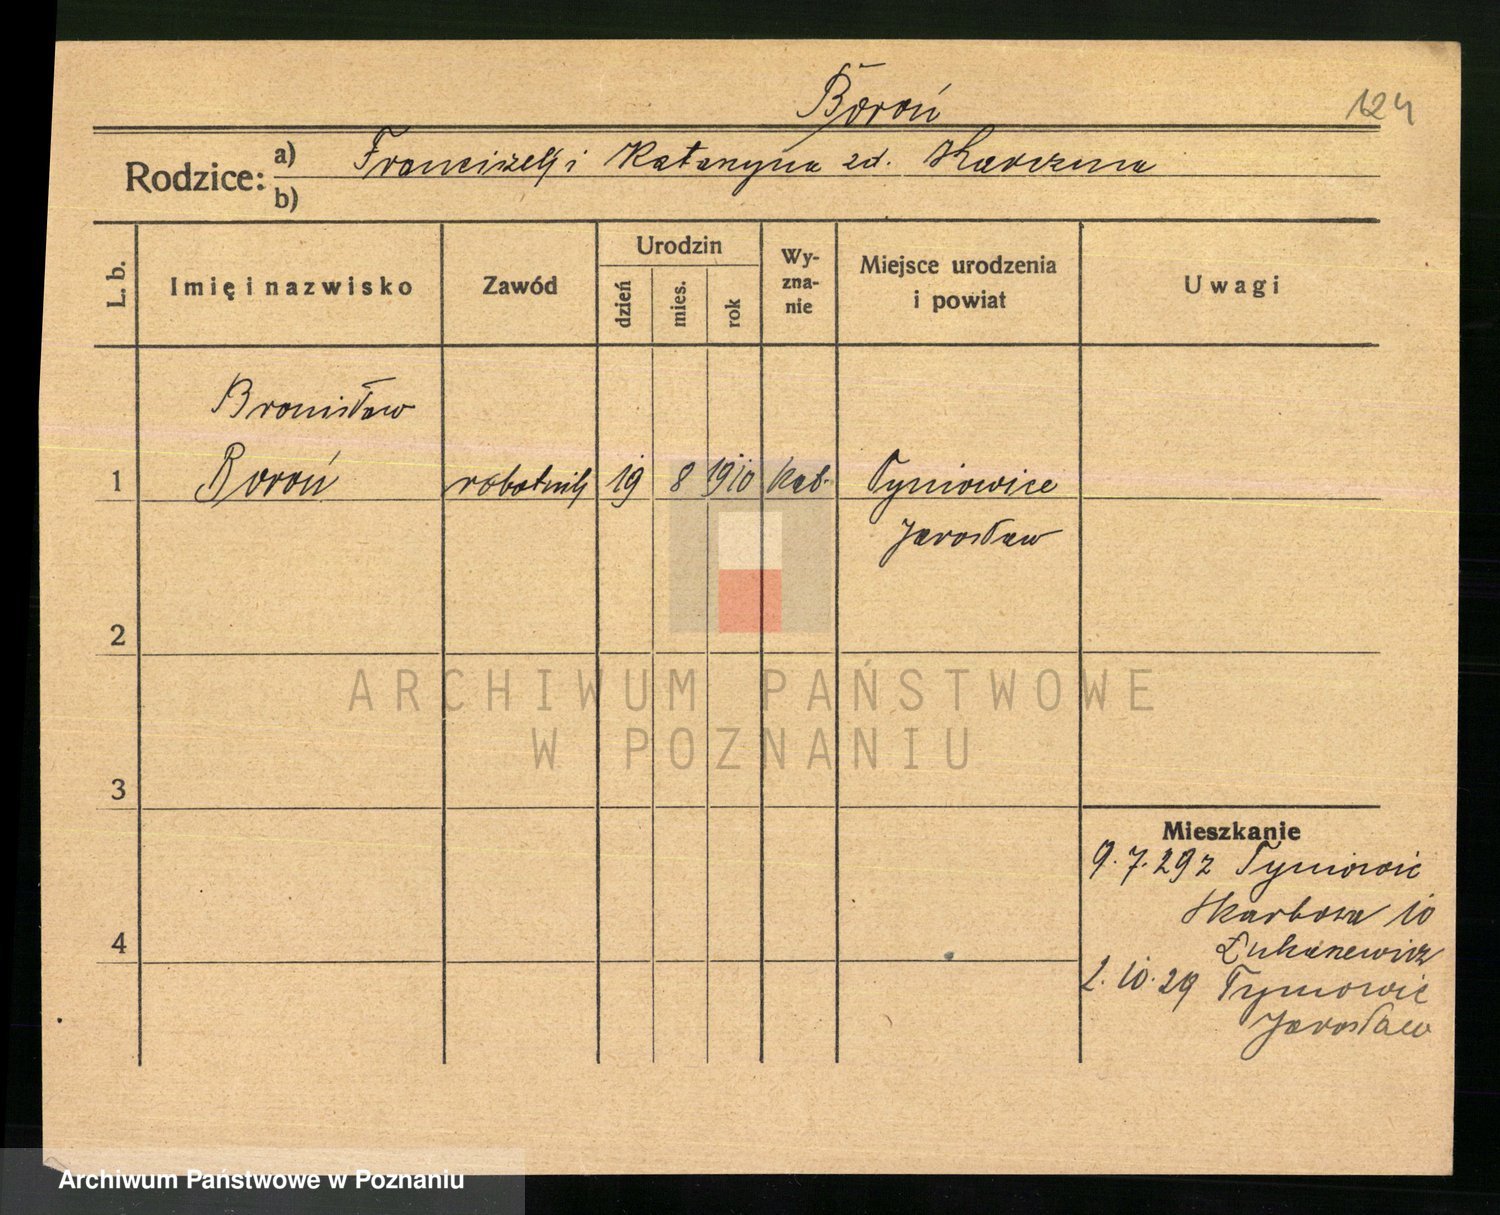 Boroń
124
Rodzice:
a) Franciszek i Katarzyna zd. Karczma
b)
L. b.
Imię i nazwisko
Zawód
Urodzin
dzień
mies.
rok
Wy-
zna-
nie
Miejsce urodzenia
i powiat
Uwagi
Bronisław
1 Boroń robotnik 19 8 1910 kat. Tyniowice
Jarosław
2
3
4
Mieszkanie
9.7.29 z Tyniowic
10
Łukasiewicz
2.10.29 Tyniowic
Jarosław
ARCHIWUM PAŃSTWOWE
W POZNANIU
Archiwum Państwowe w Poznaniu